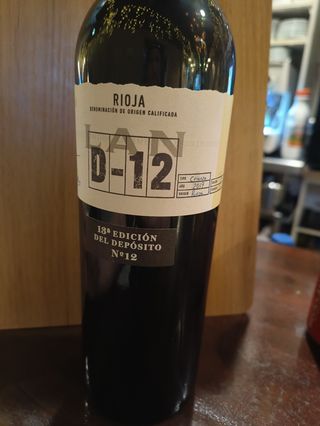 RIOJA
DENOMINACIÓN DE ORIGEN CALIFICADA
LAN
D-12
13ª EDICIÓN
DEL DEPÓSITO
Nº12